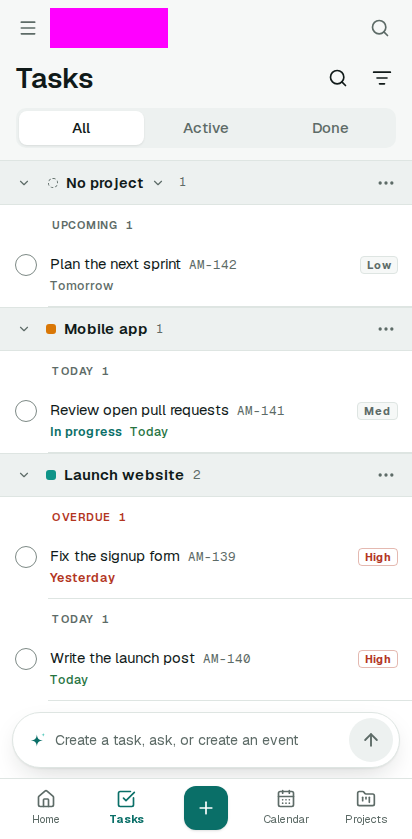 Tasks
All Active Done
No project 1
UPCOMING 1
Plan the next sprint AM-142 Low
Tomorrow
Mobile app 1
TODAY 1
Review open pull requests AM-141 Med
In progress Today
Launch website 2
OVERDUE 1
Fix the signup form AM-139 High
Yesterday
TODAY 1
Write the launch post AM-140 High
Today
Create a task, ask, or create an event
Home Tasks Calendar Projects